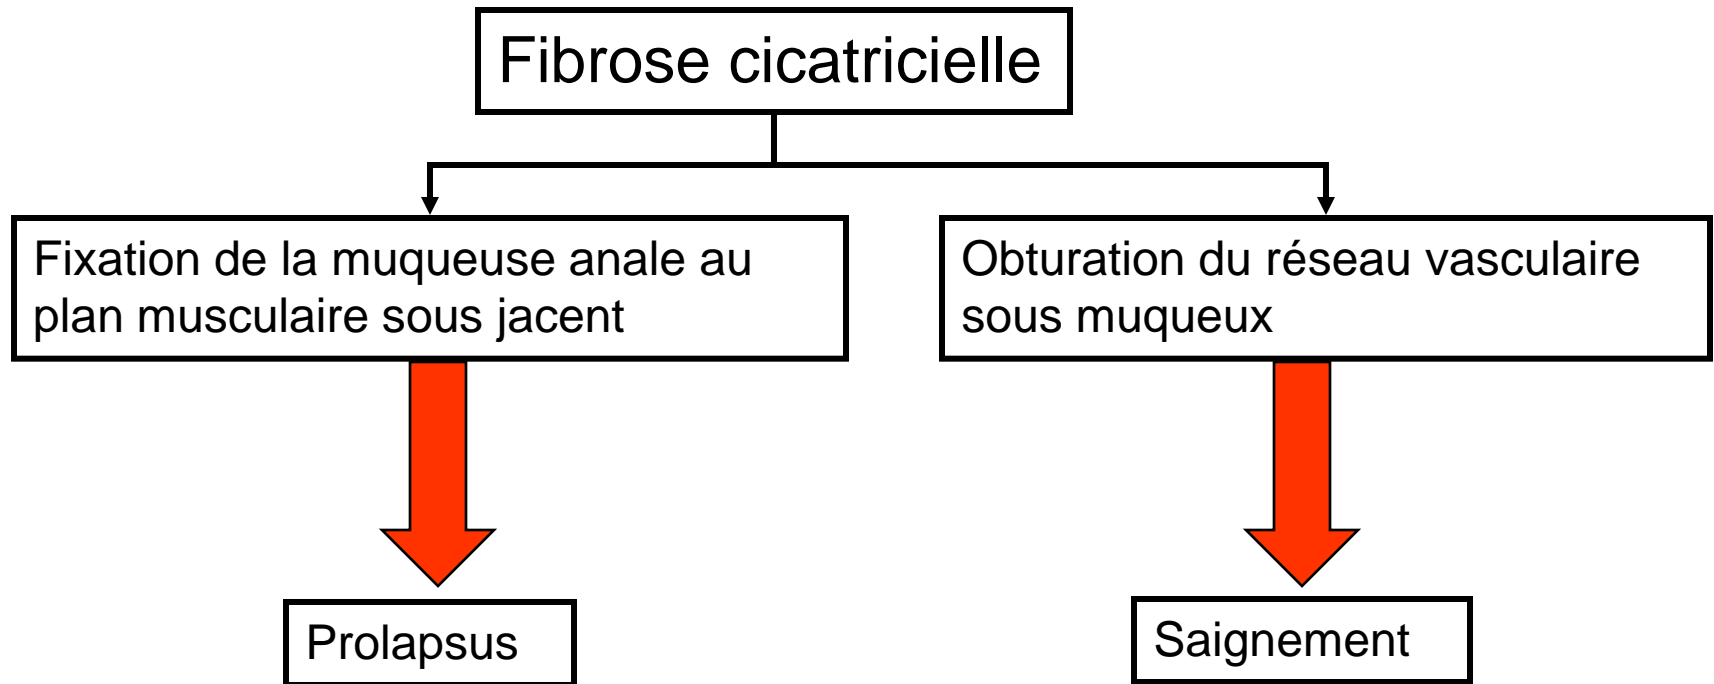 Fibrose cicatricielle
Fixation de la muqueuse anale au
plan musculaire sous jacent
Obturation du réseau vasculaire
sous muqueux
Prolapsus
Saignement